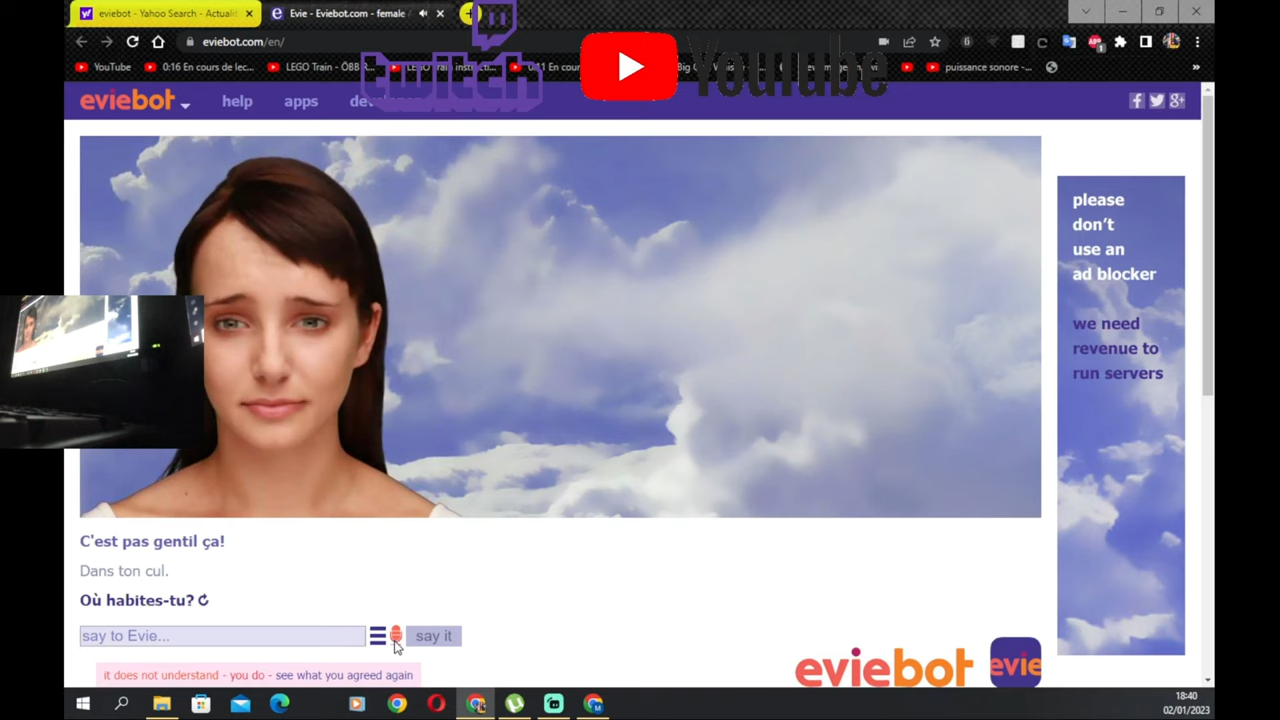 eviebot - Yahoo Search - Actualit
Evie - Eviebot.com - female
eviebot.com/en/
YouTube
0:16 En cours de lec...
LEGO Train - ÖBB R...
puissance sonore -...
twitch
YouTube
eviebot
help
apps
please
don't
use an
ad blocker
we need
revenue to
run servers
C'est pas gentil ça!
Dans ton cul.
Où habites-tu?
say to Evie...
say it
it does not understand - you do - see what you agreed again
eviebot
evie
18:40
02/01/2023